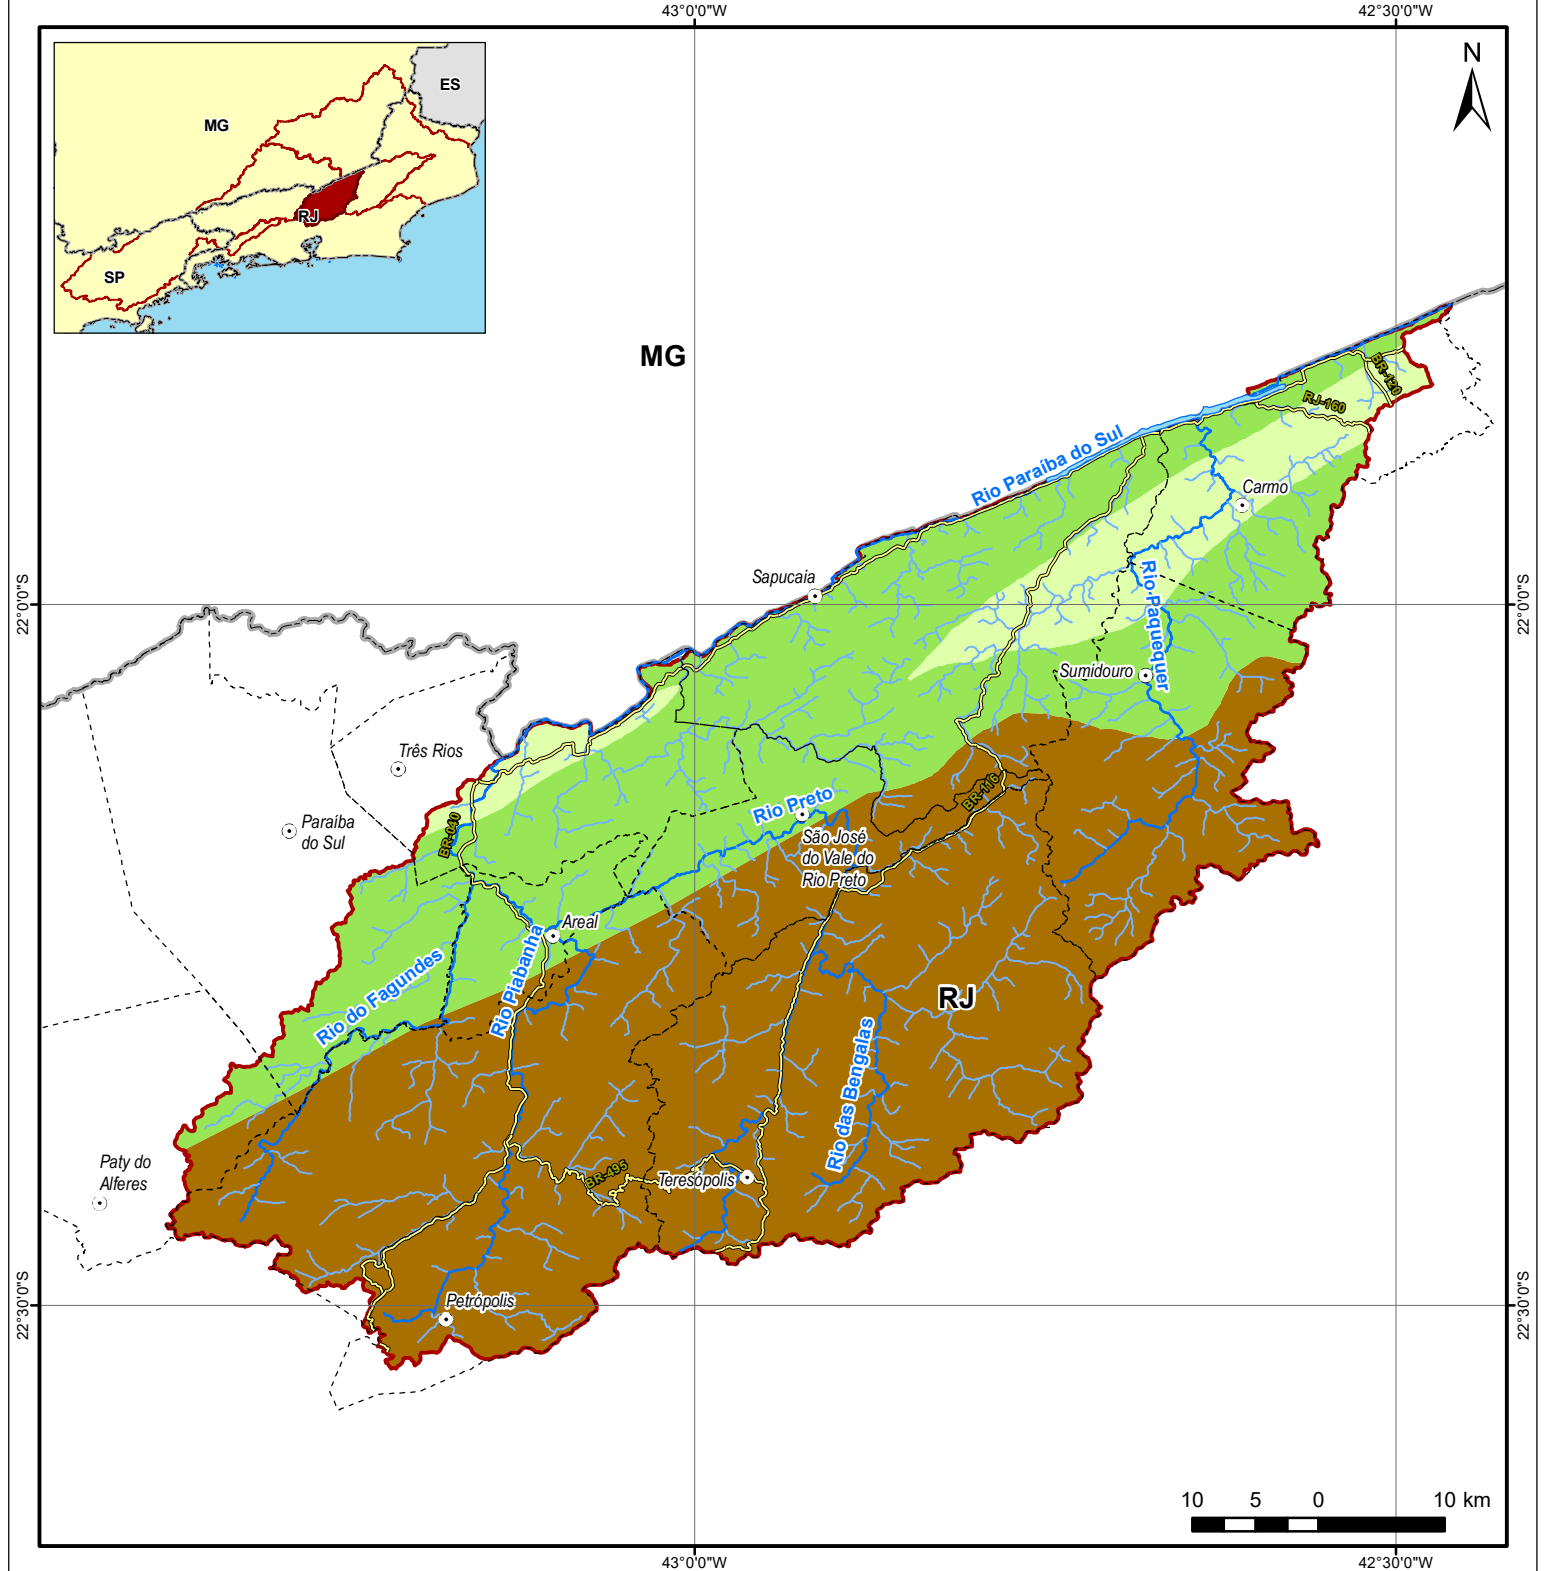 43°0'0"W
42°30'0"W
N
ES
MG
RJ
SP
MG
BR-120
RJ-160
Rio Paraíba do Sul
Carmo
Rio Paquequer
Sapucaia
22°0'0"S
22°0'0"S
Sumidouro
Três Rios
BR-116
Rio Preto
Paraíba
do Sul
BR-040
São José
do Vale do
Rio Preto
Areal
Rio Piabanha
Rio do Fagundes
RJ
Rio das Bengalas
Paty do
Alferes
BR-495
Teresópolis
22°30'0"S
22°30'0"S
Petrópolis
10 5 0 10 km
43°0'0"W
42°30'0"W